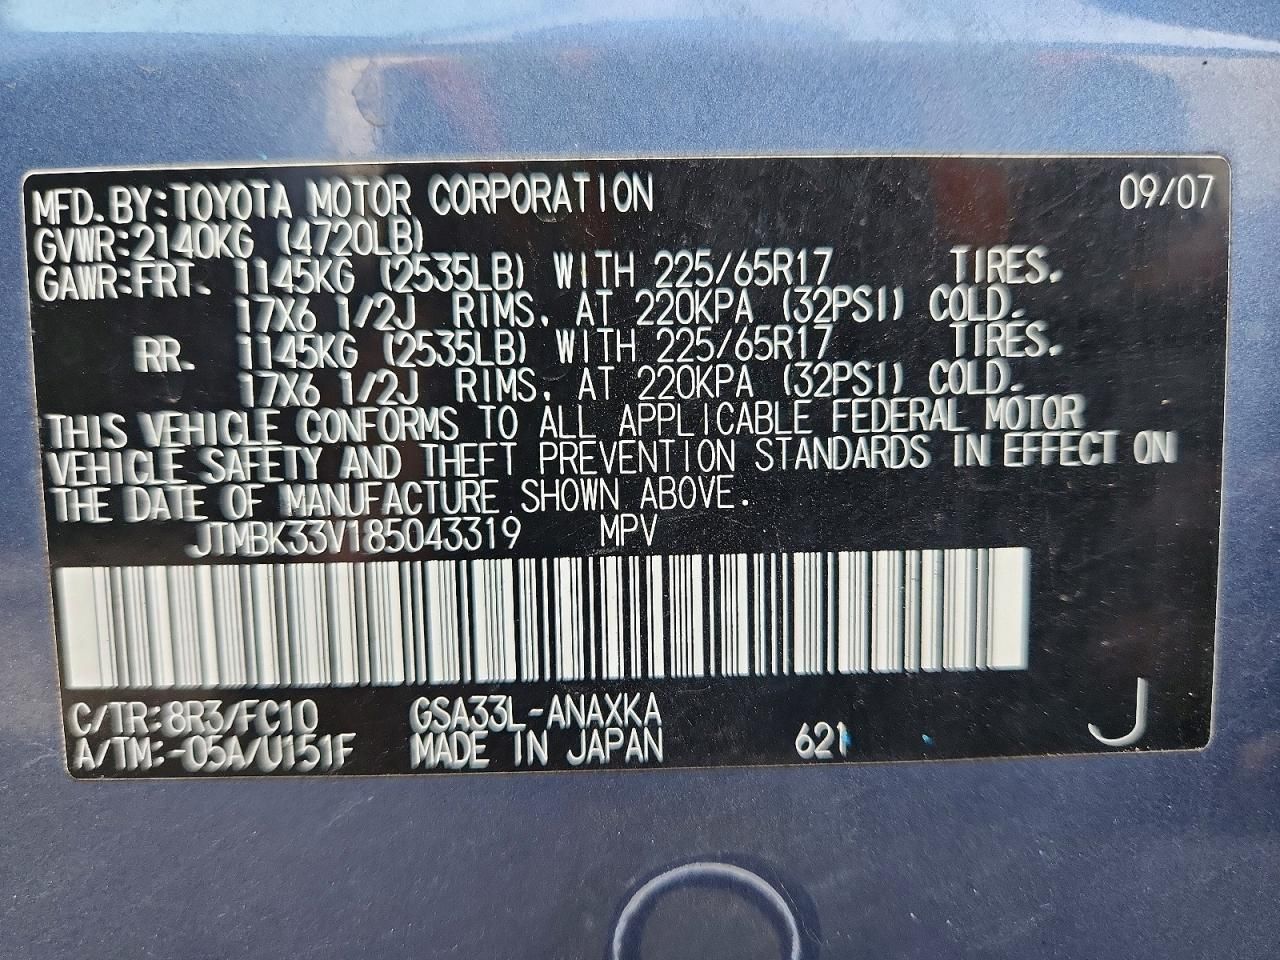 MFD. BY: TOYOTA MOTOR CORPORATION 09/07
GVWR: 2140KG (4720LB)
GAWR: FRT. 1145KG (2535LB) WITH 225/65R17 TIRES.
17X6 1/2J RIMS. AT 220KPA (32PSI) COLD.
RR. 1145KG (2535LB) WITH 225/65R17 TIRES.
17X6 1/2J RIMS. AT 220KPA (32PSI) COLD.
THIS VEHICLE CONFORMS TO ALL APPLICABLE FEDERAL MOTOR
VEHICLE SAFETY AND THEFT PREVENTION STANDARDS IN EFFECT ON
THE DATE OF MANUFACTURE SHOWN ABOVE.
JTMBK33V185043319 MPV
C/TR: 8R3/FC10 GSA33L-ANAXKA
A/TM: -05A/U151F MADE IN JAPAN 621 J